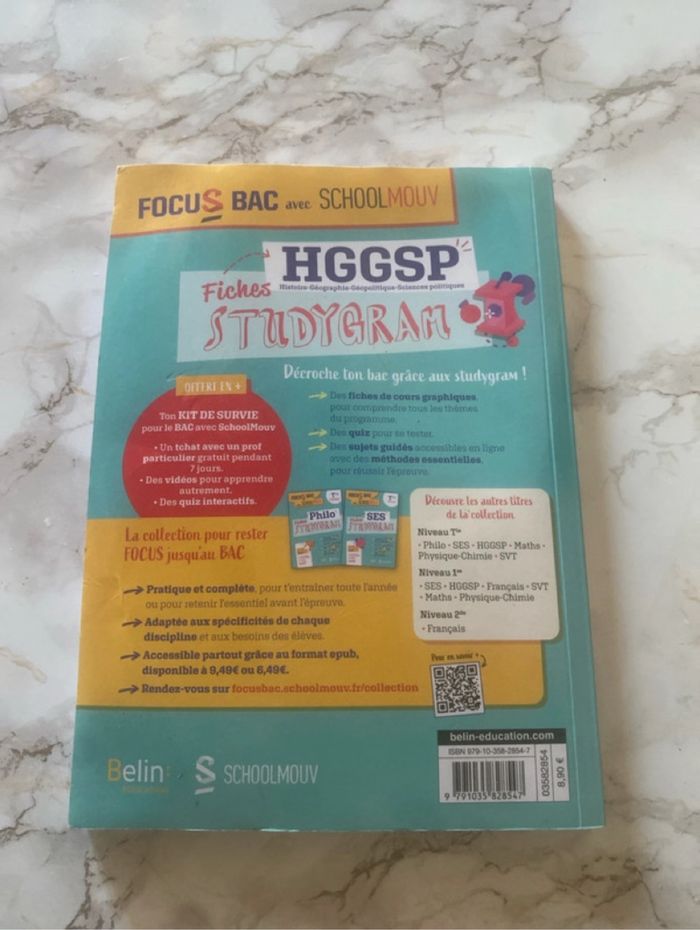 FOCUS BAC avec SCHOOLMOUV
HGGSP
Histoire-Géographie-Géopolitique-Sciences politiques
Fiches
STUDYGRAM
Décroche ton bac grâce aux studygram !
OFFERT EN +
Ton KIT DE SURVIE
pour le BAC avec SchoolMouv
• Un tchat avec un prof
particulier gratuit pendant
7 jours.
• Des vidéos pour apprendre
autrement.
• Des quiz interactifs.
Des fiches de cours graphiques,
pour comprendre tous les thèmes
du programme.
Des quiz pour se tester.
Des sujets guidés accessibles en ligne
avec des méthodes essentielles,
pour réussir l'épreuve.
La collection pour rester
FOCUS jusqu'au BAC
FOCUS BAC
Tle
Philo
STUDYGRAM
FOCUS BAC
Tle
SES
STUDYGRAM
Découvre les autres titres
de la collection
Niveau Tle
• Philo • SES • HGGSP • Maths •
Physique-Chimie • SVT
Niveau 1re
• SES • HGGSP • Français • SVT
• Maths • Physique-Chimie
Niveau 2de
• Français
Pratique et complète, pour t'entraîner toute l'année
ou pour retenir l'essentiel avant l'épreuve.
Adaptée aux spécificités de chaque
discipline et aux besoins des élèves.
Accessible partout grâce au format epub,
disponible à 9,49€ ou 6,49€.
Rendez-vous sur focusbac.schoolmouv.fr/collection
Pour en savoir +
belin-education.com
ISBN 979-10-358-2854-7
9 791035 828547
03582854
8,90 €
Belin:
ÉDUCATION
SCHOOLMOUV